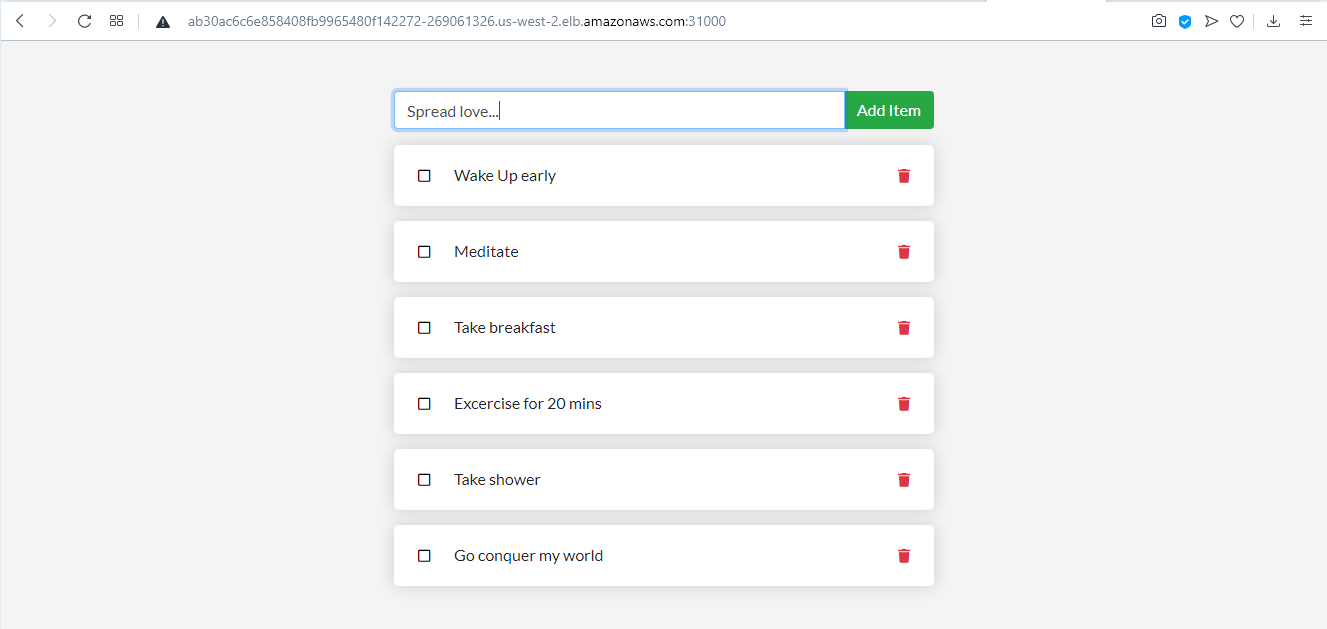 ab30ac6c6e858408fb9965480f142272-269061326.us-west-2.elb.amazonaws.com:31000
Spread love...
Add Item
Wake Up early
Meditate
Take breakfast
Excercise for 20 mins
Take shower
Go conquer my world